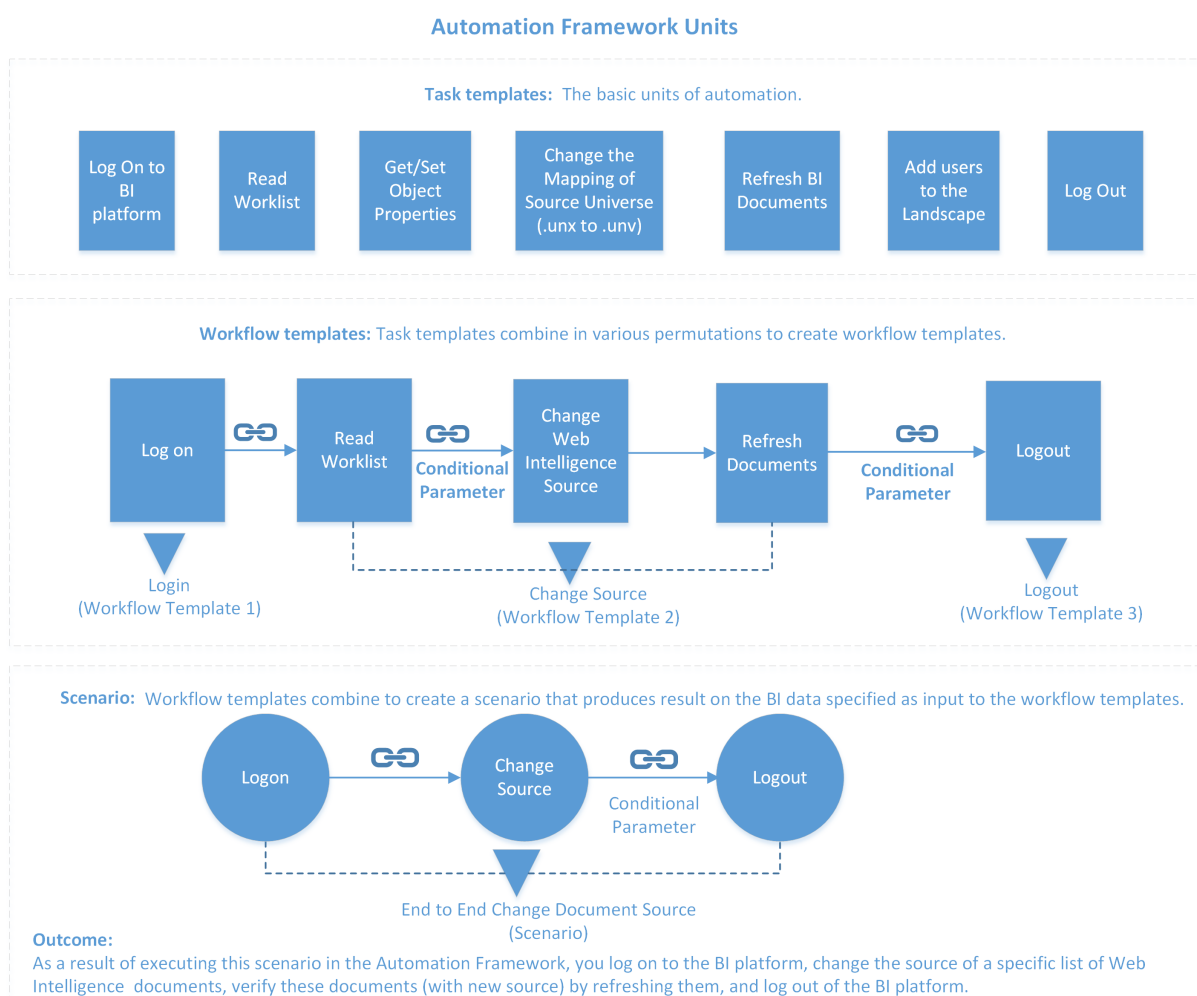 Automation Framework Units
Task templates: The basic units of automation.
Log On to
BI
platform
Read
Worklist
Get/Set
Object
Properties
Change the
Mapping of
Source Universe
(.unx to .unv)
Refresh BI
Documents
Add users
to the
Landscape
Log Out
Workflow templates: Task templates combine in various permutations to create workflow templates.
Log on
Read
Worklist
Conditional
Parameter
Change
Web
Intelligence
Source
Refresh
Documents
Conditional
Parameter
Logout
Login
(Workflow Template 1)
Change Source
(Workflow Template 2)
Logout
(Workflow Template 3)
Scenario: Workflow templates combine to create a scenario that produces result on the BI data specified as input to the workflow templates.
Logon
Change
Source
Conditional
Parameter
Logout
End to End Change Document Source
(Scenario)
Outcome:
As a result of executing this scenario in the Automation Framework, you log on to the BI platform, change the source of a specific list of Web
Intelligence documents, verify these documents (with new source) by refreshing them, and log out of the BI platform.